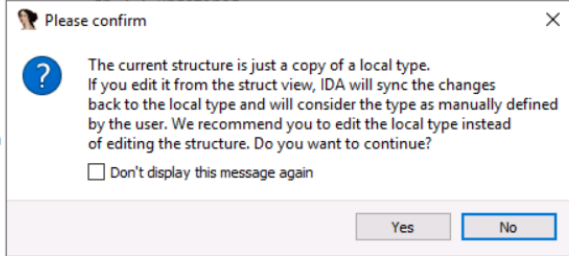 Please confirm
The current structure is just a copy of a local type.
If you edit it from the struct view, IDA will sync the changes
back to the local type and will consider the type as manually defined
by the user. We recommend you to edit the local type instead
of editing the structure. Do you want to continue?
Don't display this message again
Yes
No